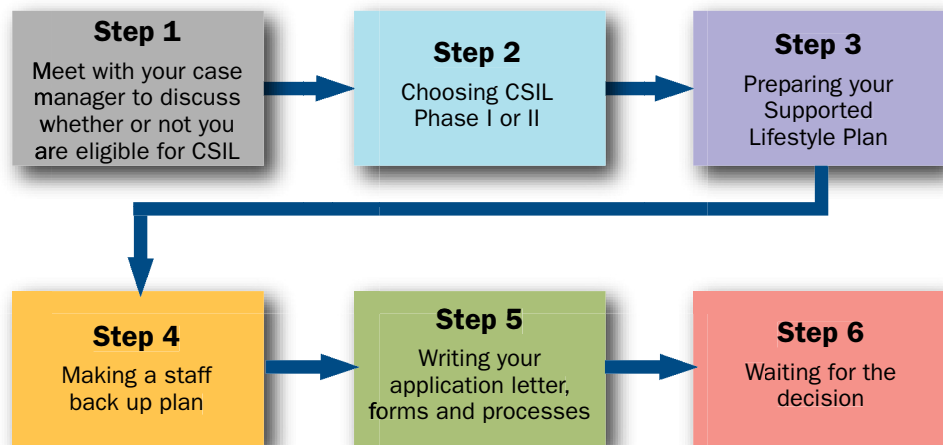 Step 1
Meet with your case
manager to discuss
whether or not you
are eligible for CSIL
Step 2
Choosing CSIL
Phase I or II
Step 3
Preparing your
Supported
Lifestyle Plan
Step 4
Making a staff
back up plan
Step 5
Writing your
application letter,
forms and processes
Step 6
Waiting for the
decision